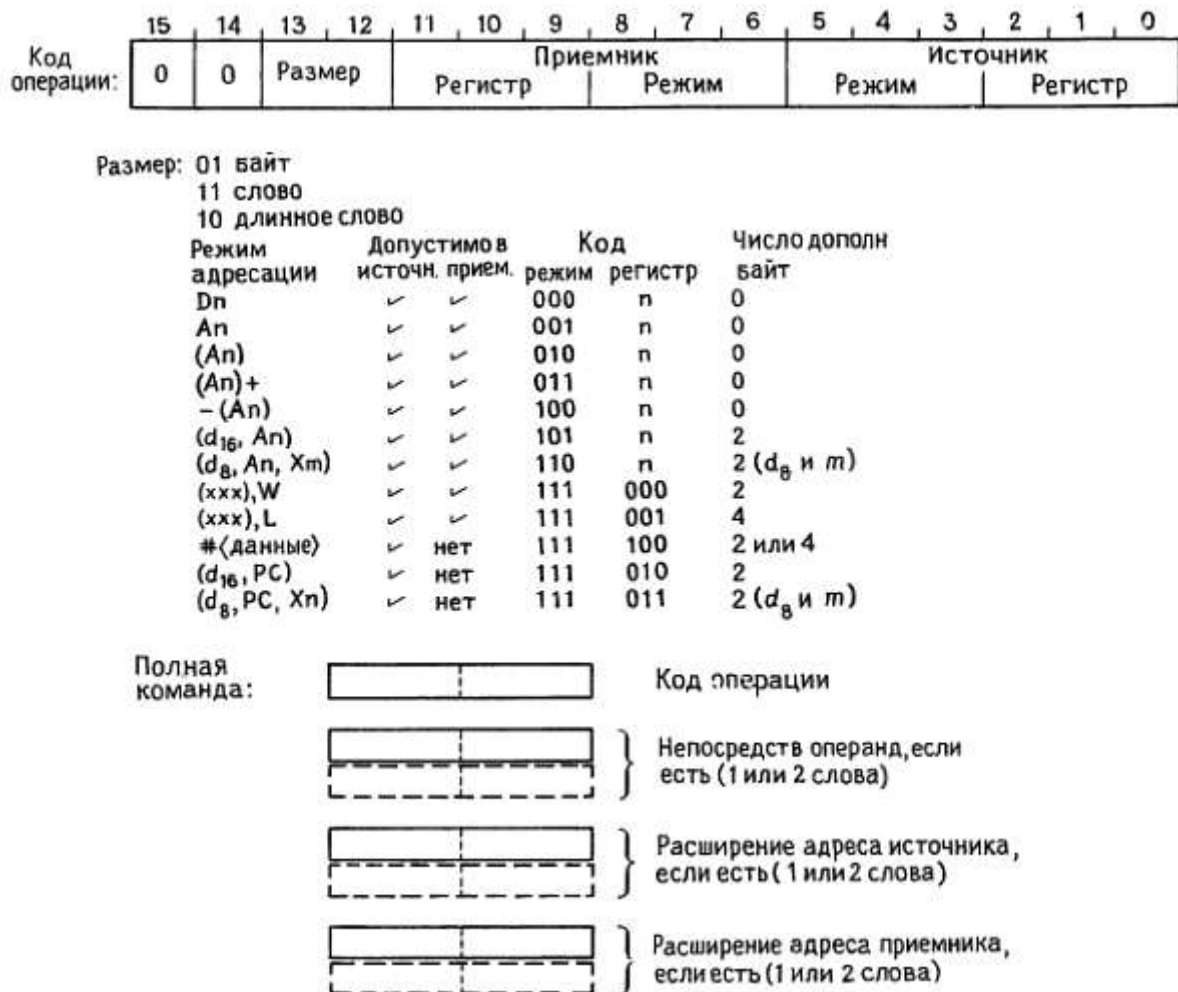 15 14 13 12 11 10 9 8 7 6 5 4 3 2 1 0
Код операции: 0 0 Размер Приемник Источник
Регистр Режим Режим Регистр
Размер: 01 байт
11 слово
10 длинное слово
Режим Допустимо в Код Число дополн
адресации источн. прием. режим регистр байт
Dn ✓ ✓ 000 n 0
An ✓ ✓ 001 n 0
(An) ✓ ✓ 010 n 0
(An)+ ✓ ✓ 011 n 0
-(An) ✓ ✓ 100 n 0
(d16, An) ✓ ✓ 101 n 2
(d8, An, Xm) ✓ ✓ 110 n 2 (d8 и m)
(xxx),W ✓ ✓ 111 000 2
(xxx),L ✓ ✓ 111 001 4
#⟨данные⟩ ✓ нет 111 100 2 или 4
(d16, PC) ✓ нет 111 010 2
(d8, PC, Xn) ✓ нет 111 011 2 (d8 и m)
Полная
команда:
Код операции
Непосредств операнд, если
есть (1 или 2 слова)
Расширение адреса источника,
если есть (1 или 2 слова)
Расширение адреса приемника,
если есть (1 или 2 слова)